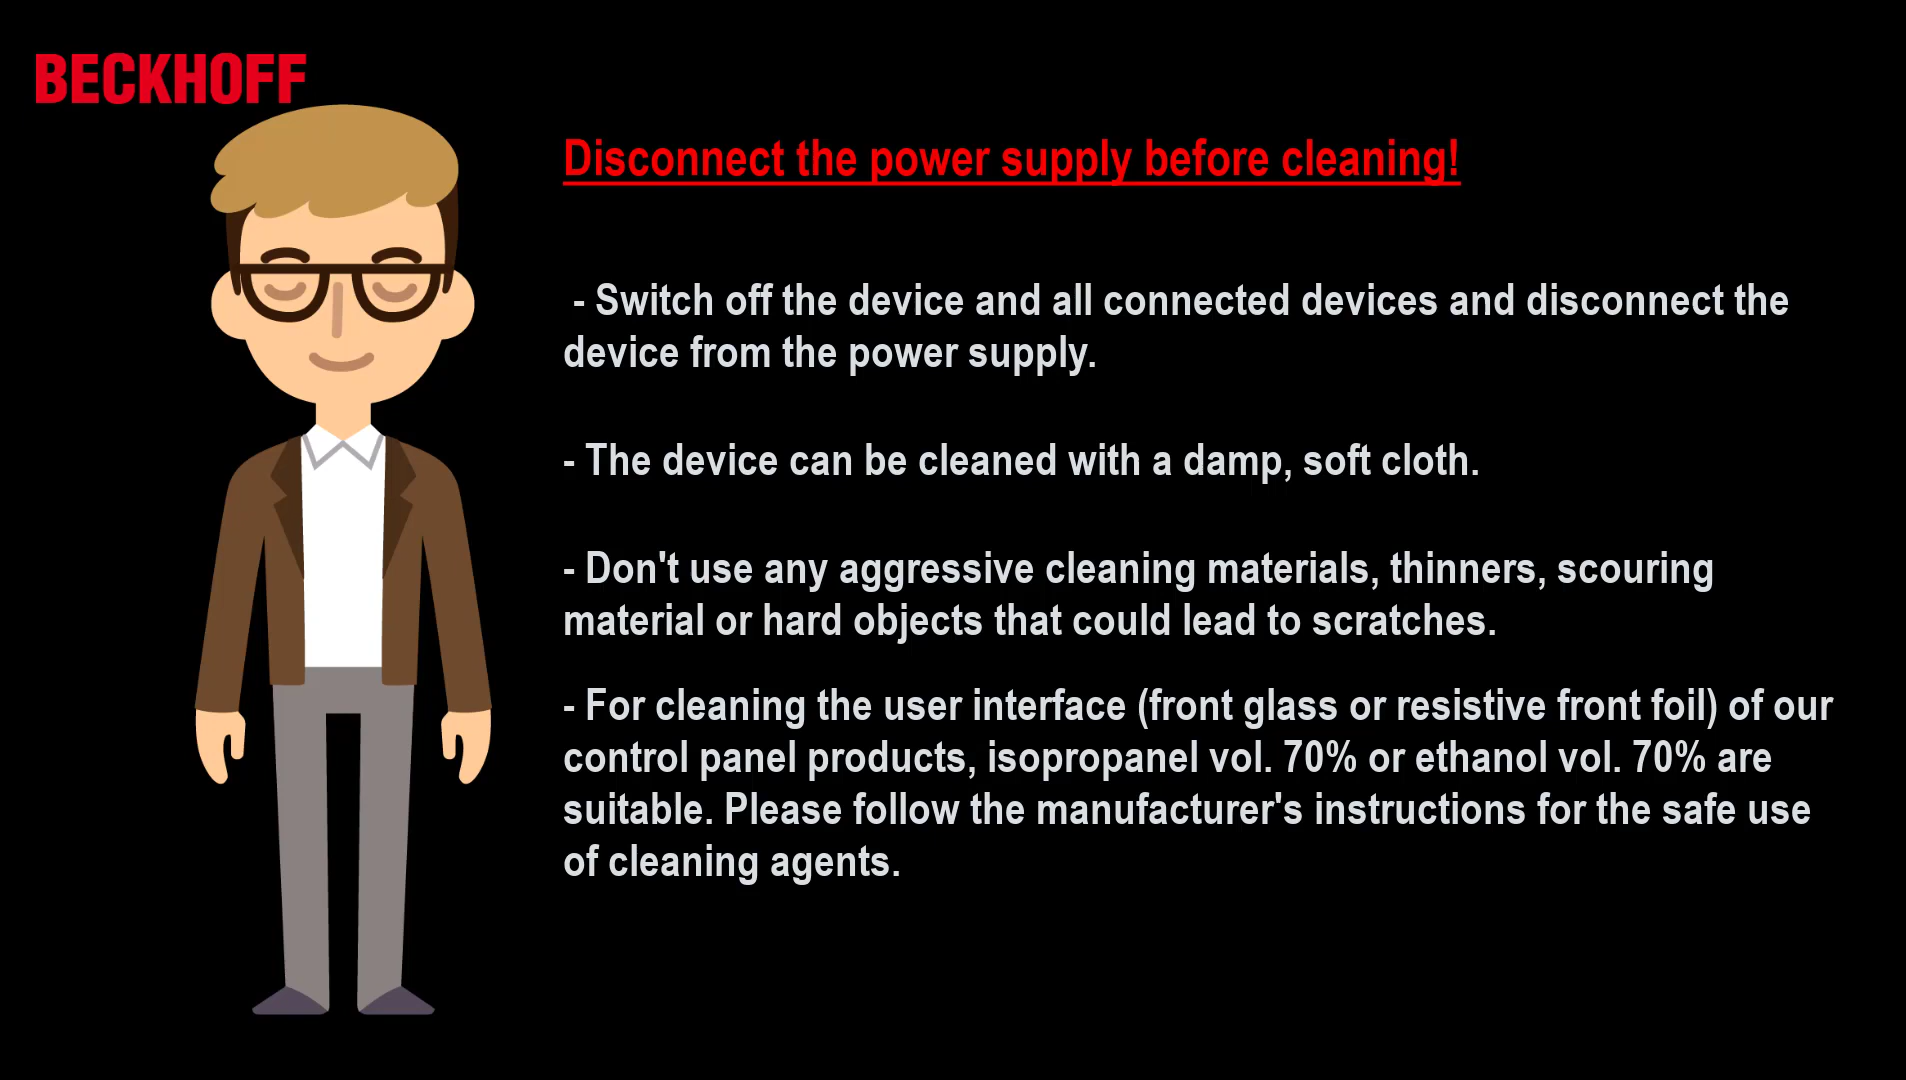 BECKHOFF
Disconnect the power supply before cleaning!
- Switch off the device and all connected devices and disconnect the
device from the power supply.
- The device can be cleaned with a damp, soft cloth.
- Don't use any aggressive cleaning materials, thinners, scouring
material or hard objects that could lead to scratches.
- For cleaning the user interface (front glass or resistive front foil) of our
control panel products, isopropanel vol. 70% or ethanol vol. 70% are
suitable. Please follow the manufacturer's instructions for the safe use
of cleaning agents.